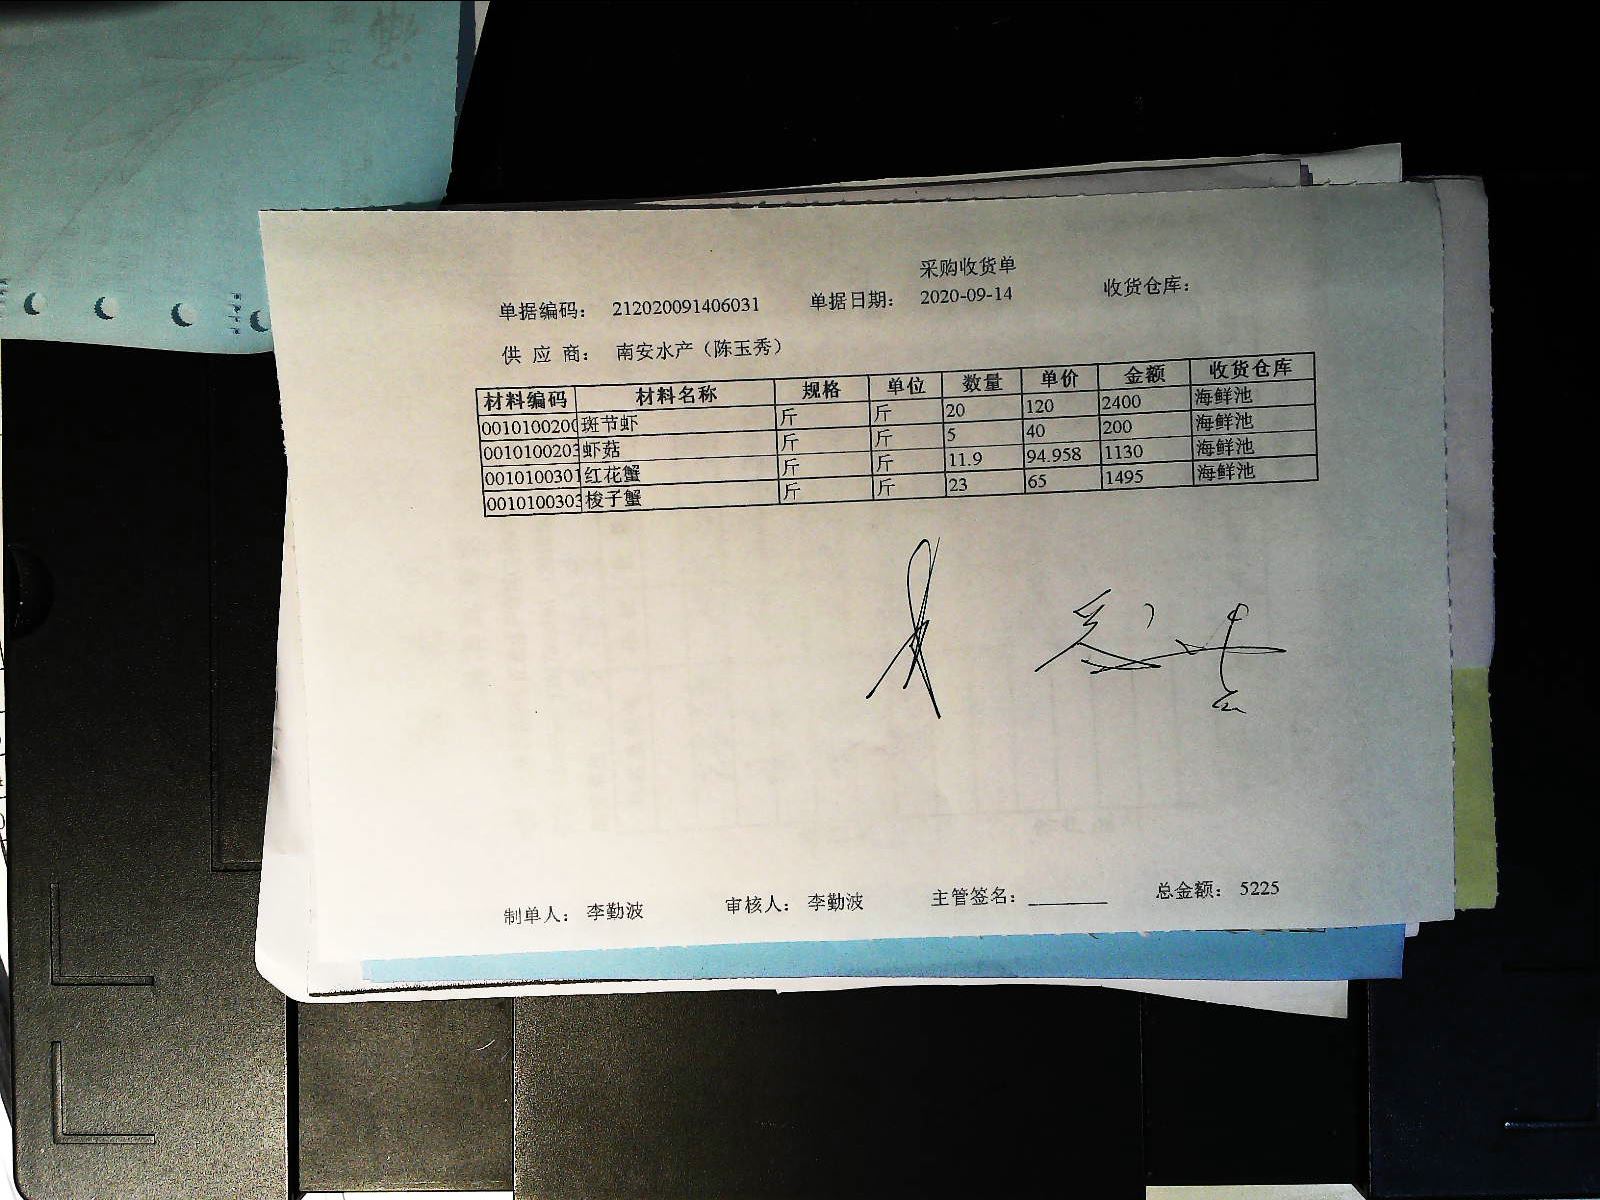 采购收货单
单据编码： 212020091406031 单据日期： 2020-09-14 收货仓库：
供 应 商： 南安水产（陈玉秀）
材料编码 材料名称 规格 单位 数量 单价 金额 收货仓库
0010100200 斑节虾 斤 斤 20 120 2400 海鲜池
0010100203 虾菇 斤 斤 5 40 200 海鲜池
0010100301 红花蟹 斤 斤 11.9 94.958 1130 海鲜池
0010100303 梭子蟹 斤 斤 23 65 1495 海鲜池
制单人： 李勤波 审核人： 李勤波 主管签名：________ 总金额： 5225